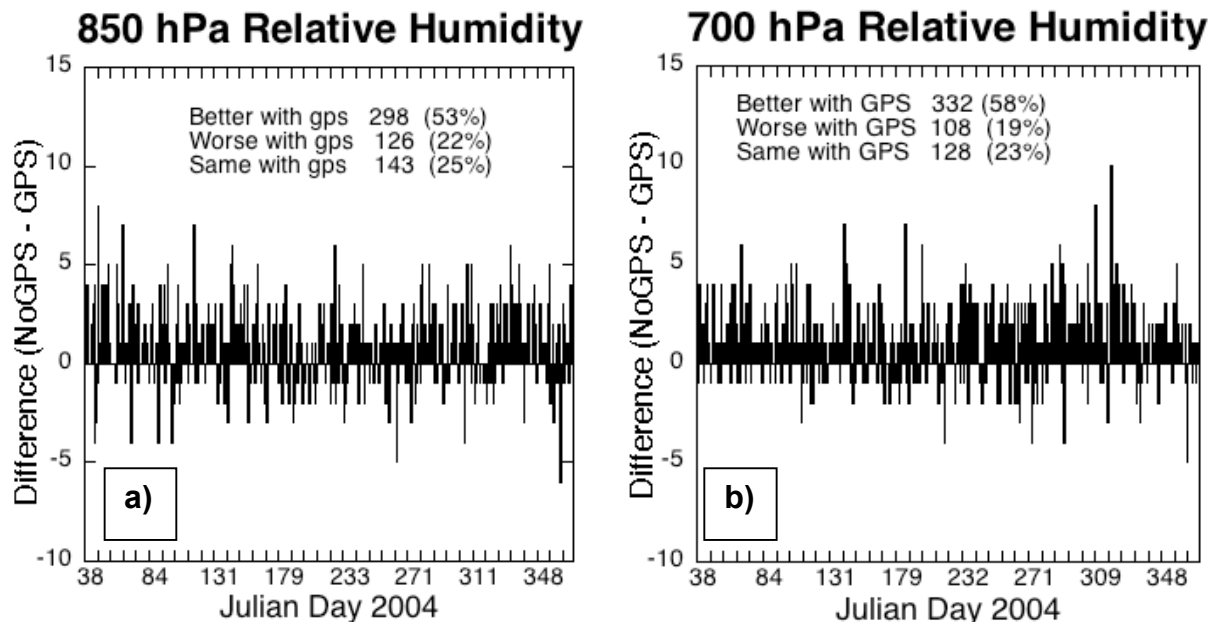 850 hPa Relative Humidity
15
10
5
0
-5
-10
Difference (NoGPS - GPS)
Better with gps 298 (53%)
Worse with gps 126 (22%)
Same with gps 143 (25%)
a)
38 84 131 179 233 271 311 348
Julian Day 2004
700 hPa Relative Humidity
15
10
5
0
-5
-10
Difference (NoGPS - GPS)
Better with GPS 332 (58%)
Worse with GPS 108 (19%)
Same with GPS 128 (23%)
b)
38 84 131 179 232 271 309 348
Julian Day 2004